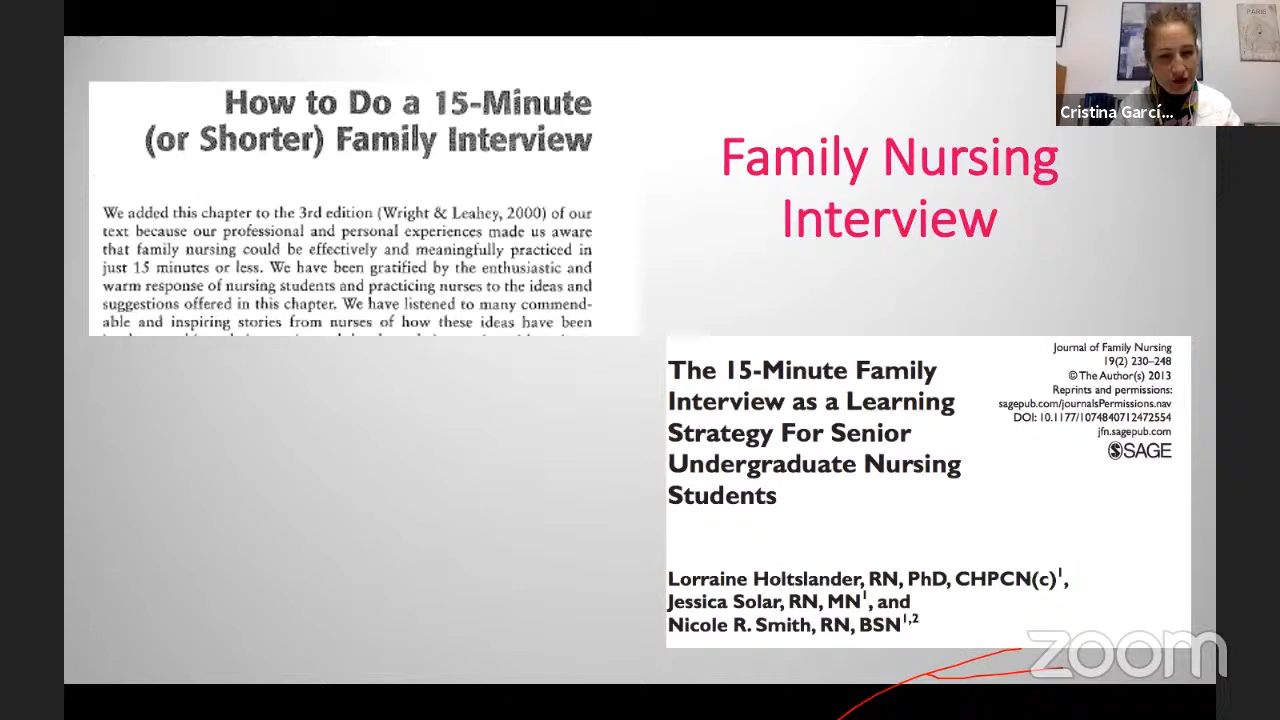 How to Do a 15-Minute
(or Shorter) Family Interview
We added this chapter to the 3rd edition (Wright & Leahey, 2000) of our
text because our professional and personal experiences made us aware
that family nursing could be effectively and meaningfully practiced in
just 15 minutes or less. We have been gratified by the enthusiastic and
warm response of nursing students and practicing nurses to the ideas and
suggestions offered in this chapter. We have listened to many commend-
able and inspiring stories from nurses of how these ideas have been
Family Nursing
Interview
PARIS
Cristina Garcí...
Journal of Family Nursing
19(2) 230–248
© The Author(s) 2013
Reprints and permissions:
sagepub.com/journalsPermissions.nav
DOI: 10.1177/1074840712472554
jfn.sagepub.com
SAGE
The 15-Minute Family
Interview as a Learning
Strategy For Senior
Undergraduate Nursing
Students
Lorraine Holtslander, RN, PhD, CHPCN(c)1,
Jessica Solar, RN, MN1, and
Nicole R. Smith, RN, BSN1,2
zoom